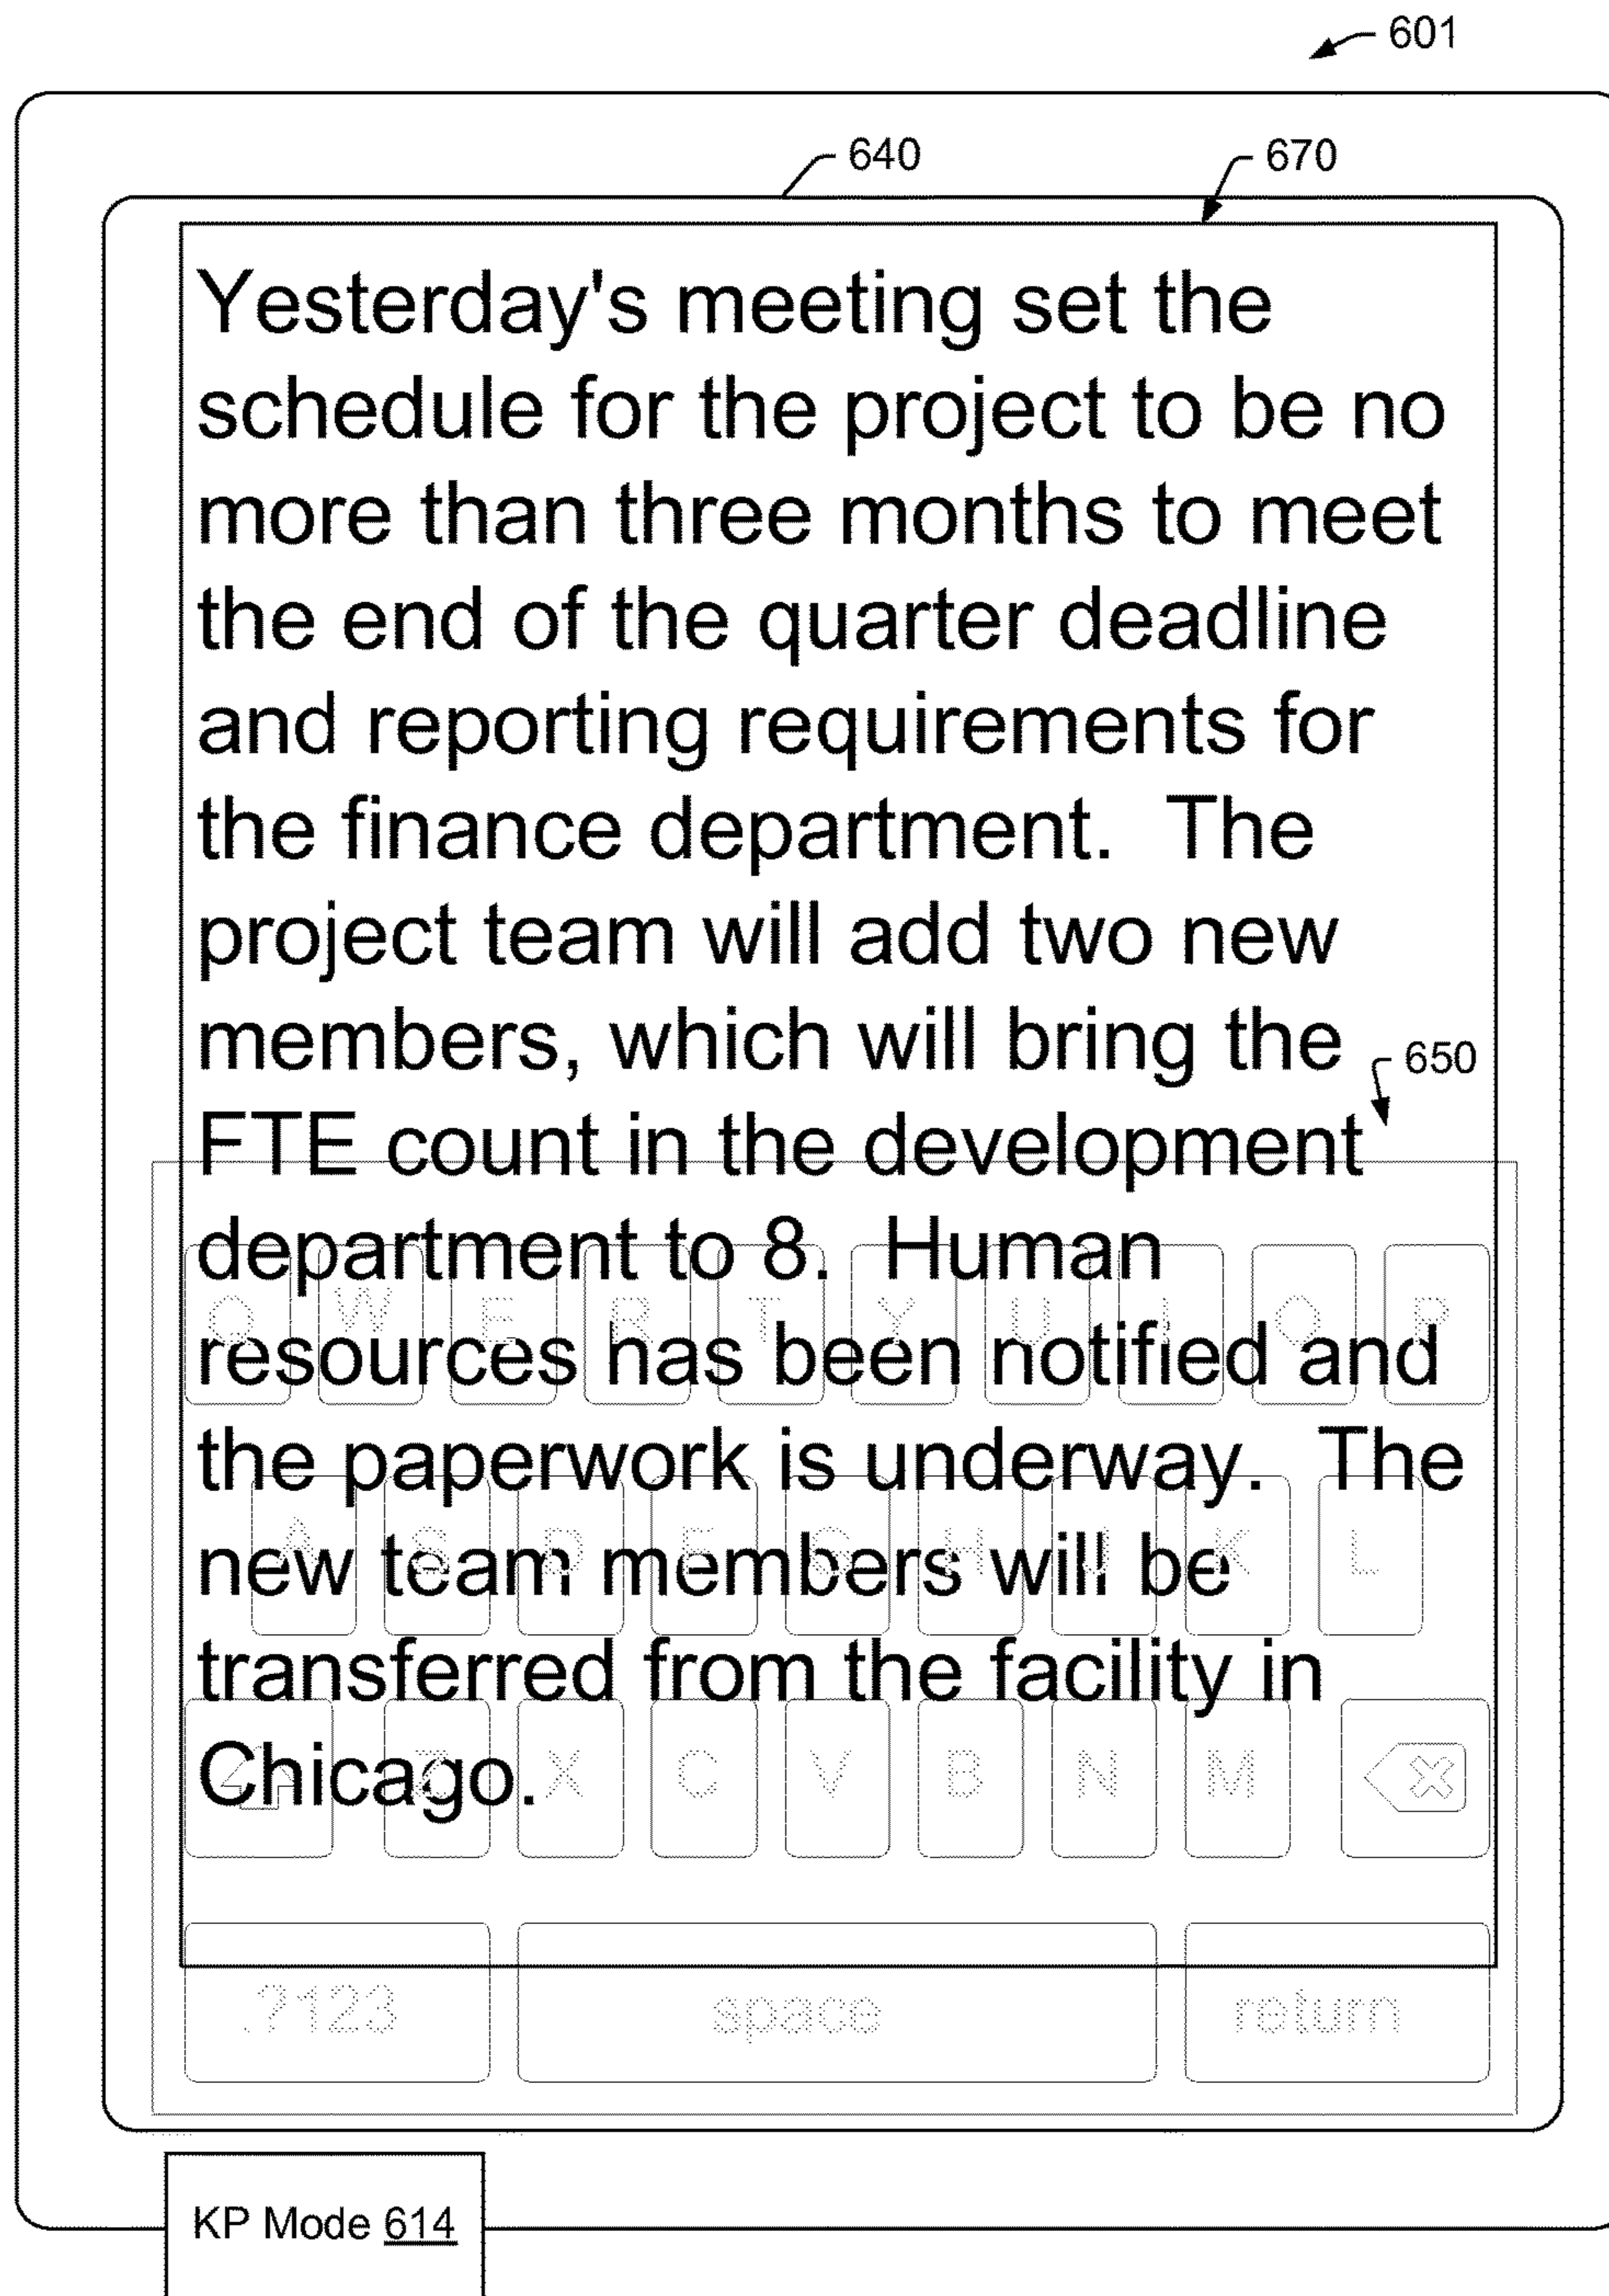 601
640
670
Yesterday's meeting set the
schedule for the project to be no
more than three months to meet
the end of the quarter deadline
and reporting requirements for
the finance department.  The
project team will add two new
members, which will bring the
650
FTE count in the development
department to 8.  Human
Q W E R T Y U I O P
resources has been notified and
the paperwork is underway.  The
A S D F G H J K L
new team members will be
transferred from the facility in
Chicago.
Z X C V B N M
.?123 space return
KP Mode 614